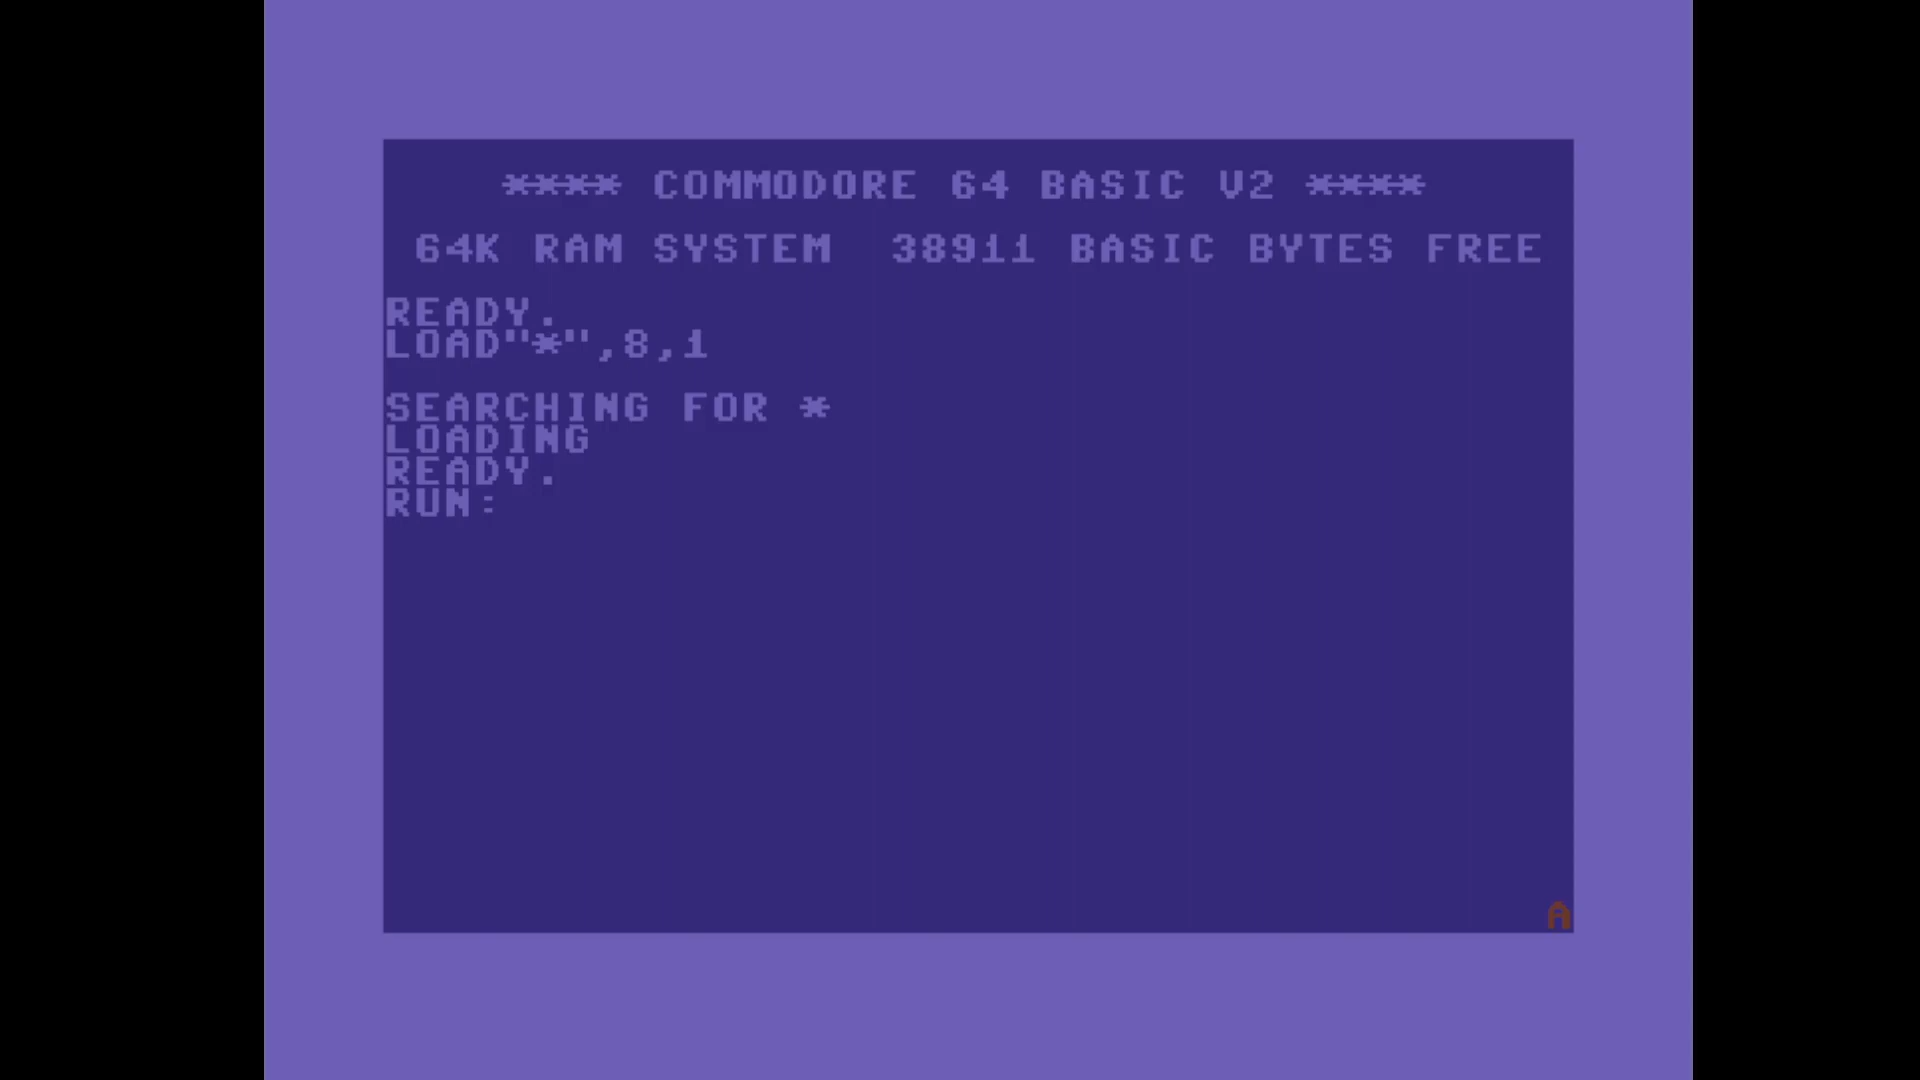 **** COMMODORE 64 BASIC V2 ****
64K RAM SYSTEM  38911 BASIC BYTES FREE
READY.
LOAD"*",8,1
SEARCHING FOR *
LOADING
READY.
RUN:
A